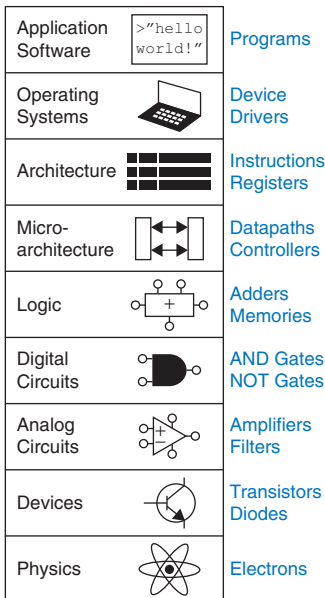 Application
Software
>”hello
world!”
Programs
Operating
Systems
Device
Drivers
Architecture
Instructions
Registers
Micro-
architecture
Datapaths
Controllers
Logic
+
Adders
Memories
Digital
Circuits
AND Gates
NOT Gates
Analog
Circuits
+
−
Amplifiers
Filters
Devices
Transistors
Diodes
Physics
Electrons